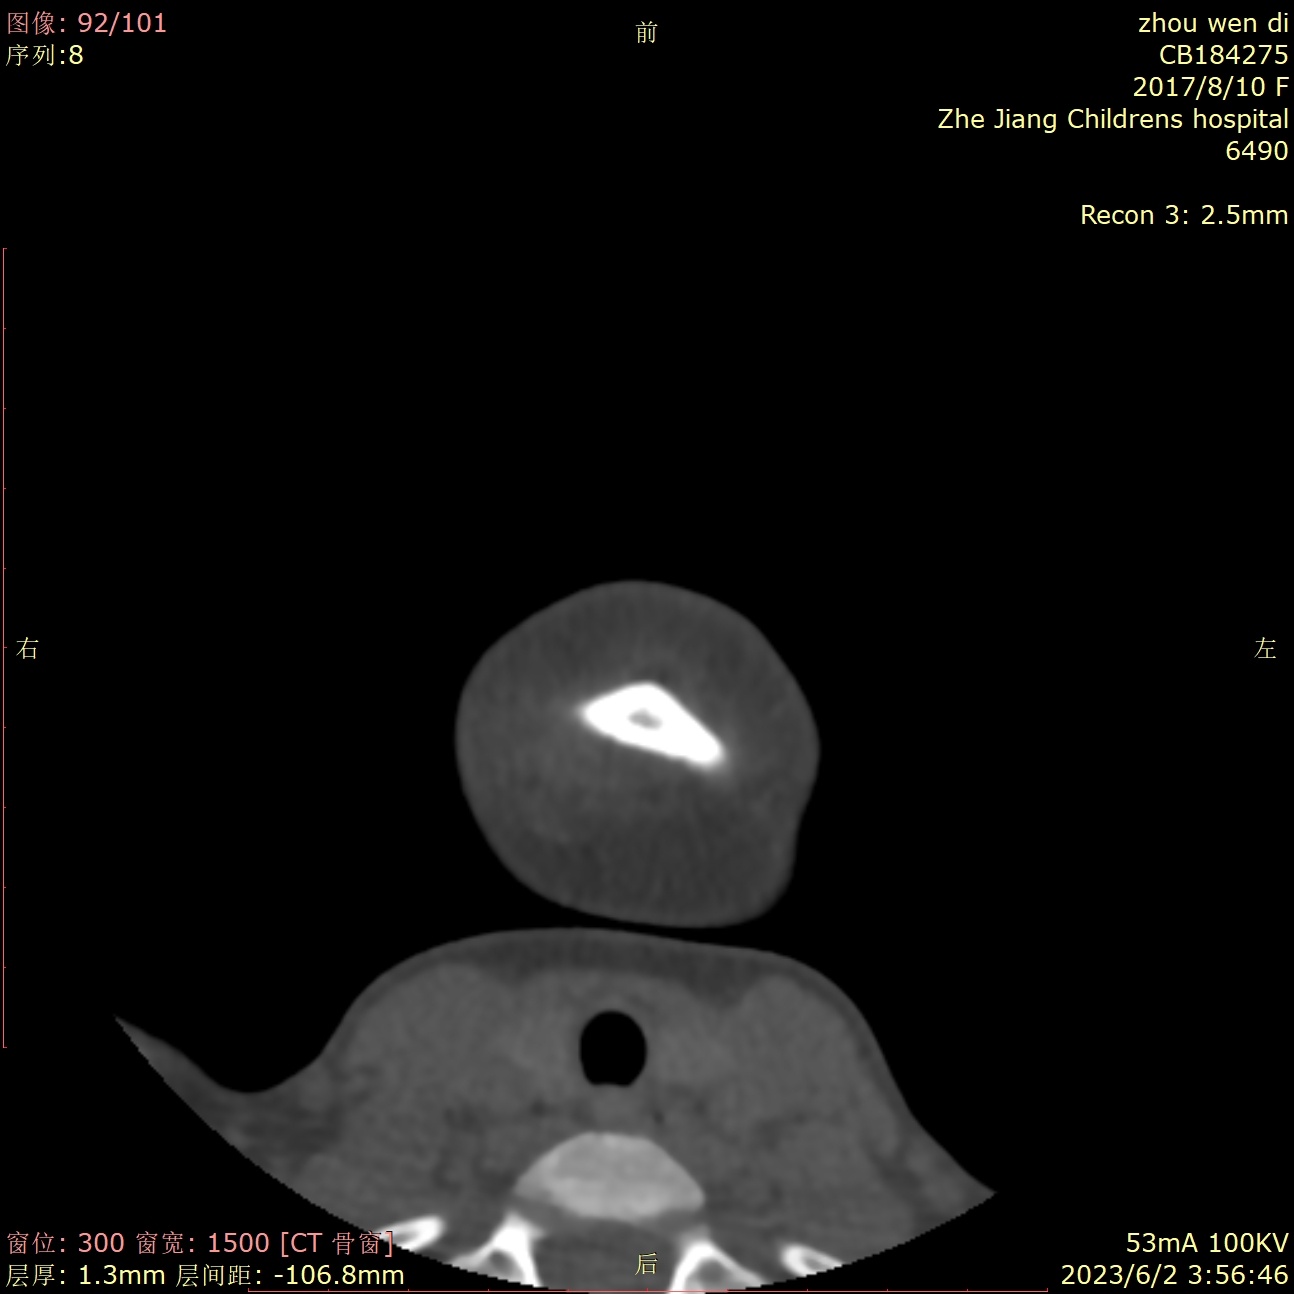 图像: 92/101
序列:8
前
zhou wen di
CB184275
2017/8/10 F
Zhe Jiang Childrens hospital
6490
Recon 3: 2.5mm
右
左
窗位: 300 窗宽: 1500 [CT 骨窗]
层厚: 1.3mm 层间距: -106.8mm
后
53mA 100KV
2023/6/2 3:56:46